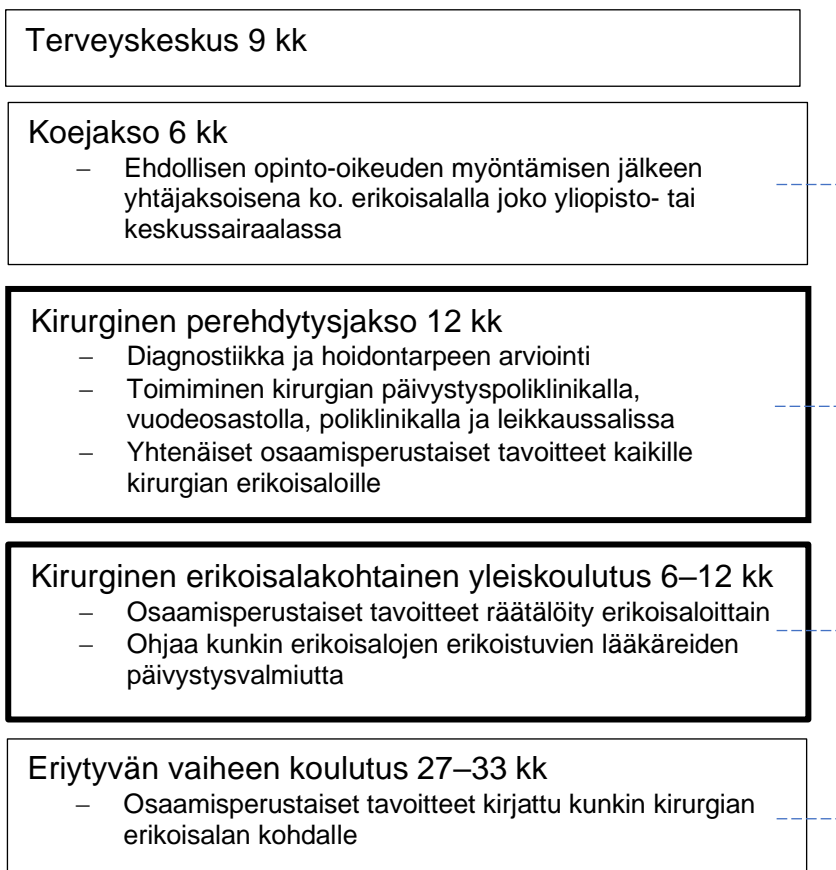 Terveyskeskus 9 kk
Koejakso 6 kk
– Ehdollisen opinto-oikeuden myöntämisen jälkeen
yhtäjaksoisena ko. erikoisalalla joko yliopisto- tai
keskussairaalassa
Kirurginen perehdytysjakso 12 kk
– Diagnostiikka ja hoidontarpeen arviointi
– Toimiminen kirurgian päivystyspoliklinikalla,
vuodeosastolla, poliklinikalla ja leikkaussalissa
– Yhtenäiset osaamisperustaiset tavoitteet kaikille
kirurgian erikoisaloille
Kirurginen erikoisalakohtainen yleiskoulutus 6–12 kk
– Osaamisperustaiset tavoitteet räätälöity erikoisaloittain
– Ohjaa kunkin erikoisalojen erikoistuvien lääkäreiden
päivystysvalmiutta
Eriytyvän vaiheen koulutus 27–33 kk
– Osaamisperustaiset tavoitteet kirjattu kunkin kirurgian
erikoisalan kohdalle